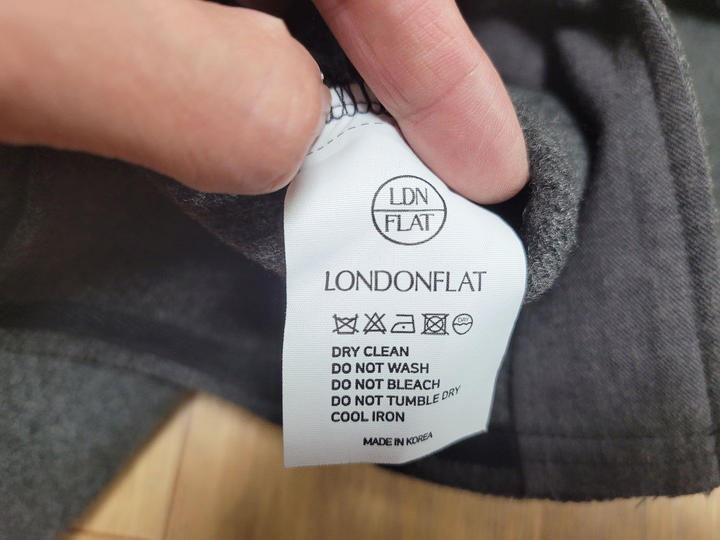 LDN
FLAT
LONDONFLAT
DRY
DRY CLEAN
DO NOT WASH
DO NOT BLEACH
DO NOT TUMBLE DRY
COOL IRON
MADE IN KOREA